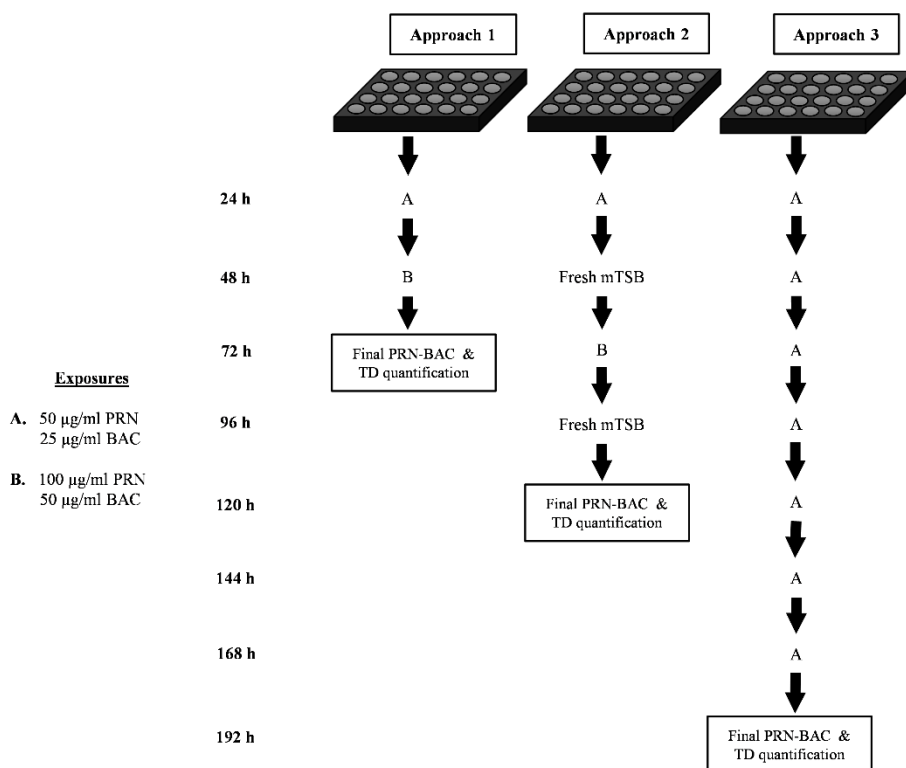 Approach 1
Approach 2
Approach 3
24 h
A
A
A
48 h
B
Fresh mTSB
A
72 h
Final PRN-BAC &
TD quantification
B
A
Exposures
A. 50 µg/ml PRN
25 µg/ml BAC
B. 100 µg/ml PRN
50 µg/ml BAC
96 h
Fresh mTSB
A
120 h
Final PRN-BAC &
TD quantification
A
144 h
A
168 h
A
192 h
Final PRN-BAC &
TD quantification